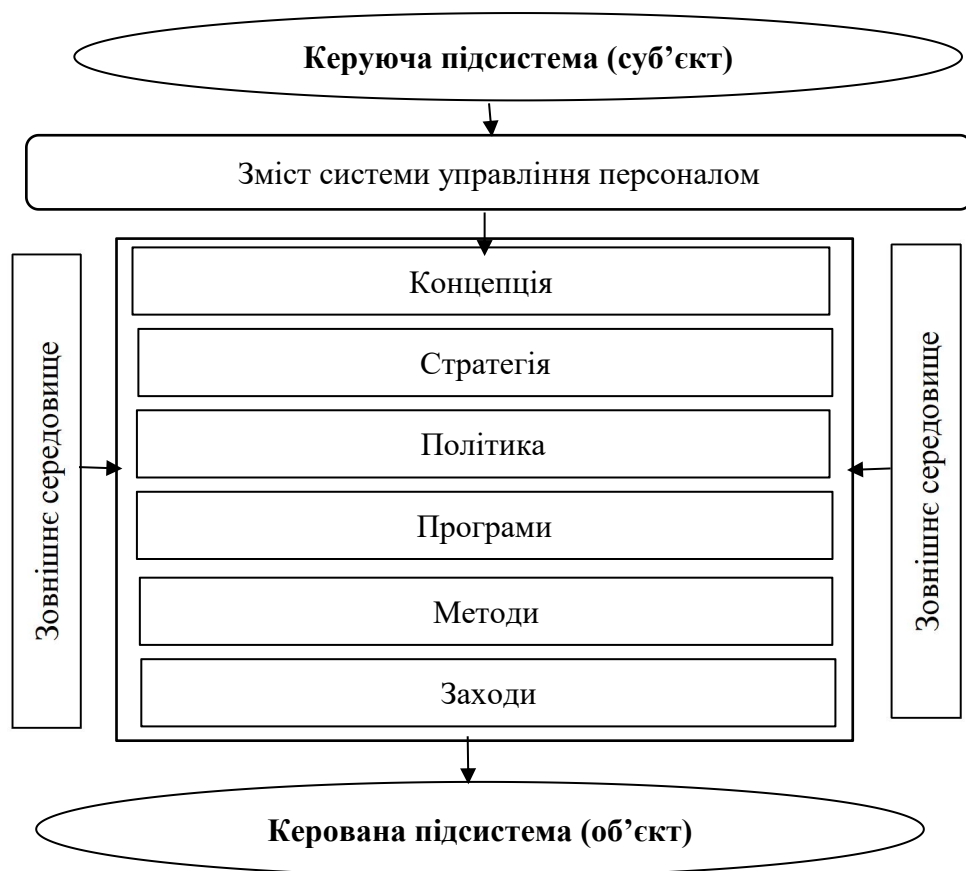 Керуюча підсистема (суб’єкт)
Зміст системи управління персоналом
Зовнішнє середовище
Концепція
Стратегія
Політика
Програми
Методи
Заходи
Зовнішнє середовище
Керована підсистема (об’єкт)